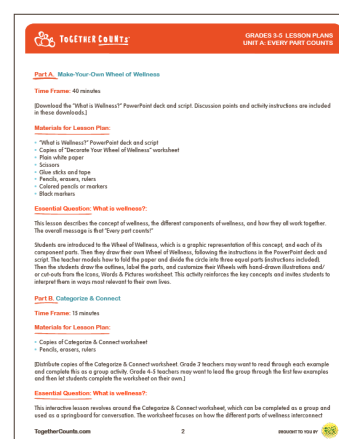 TOGETHER COUNTS™
GRADES 3-5 LESSON PLANS
UNIT A: EVERY PART COUNTS
Part A. Make-Your-Own Wheel of Wellness
Time Frame: 40 minutes
(Download the "What is Wellness?" PowerPoint deck and script. Discussion points and activity instructions are included
in these downloads.)
Materials for Lesson Plan:
• "What is Wellness?" PowerPoint deck and script
• Copies of "Decorate Your Wheel of Wellness" worksheet
• Plain white paper
• Scissors
• Glue sticks and tape
• Pencils, erasers, rulers
• Colored pencils or markers
• Black markers
Essential Question: What is wellness?:
This lesson describes the concept of wellness, the different components of wellness, and how they all work together.
The overall message is that "Every part counts!"
Students are introduced to the Wheel of Wellness, which is a graphic representation of this concept, and each of its
component parts. Then they draw their own Wheel of Wellness, following the instructions in the PowerPoint deck and
script. The teacher models how to fold the paper and divide the circle into three equal parts (instructions included).
Then the students draw the outlines, label the parts, and customize their Wheels with hand-drawn illustrations and/
or cut-outs from the Icons, Words & Pictures worksheet. This activity reinforces the key concepts and invites students to
interpret them in ways most relevant to their own lives.
Part B. Categorize & Connect
Time Frame: 15 minutes
Materials for Lesson Plan:
• Copies of Categorize & Connect worksheet
• Pencils, erasers, rulers
(Distribute copies of the Categorize & Connect worksheet. Grade 3 teachers may want to read through each example
and complete this as a group activity. Grade 4-5 teachers may want to lead the group through the first few examples
and then let students complete the worksheet on their own.)
Essential Question: What is wellness?:
This interactive lesson revolves around the Categorize & Connect worksheet, which can be completed as a group and
used as a springboard for conversation. The worksheet focuses on how the different parts of wellness interconnect
TogetherCounts.com
2
BROUGHT TO YOU BY